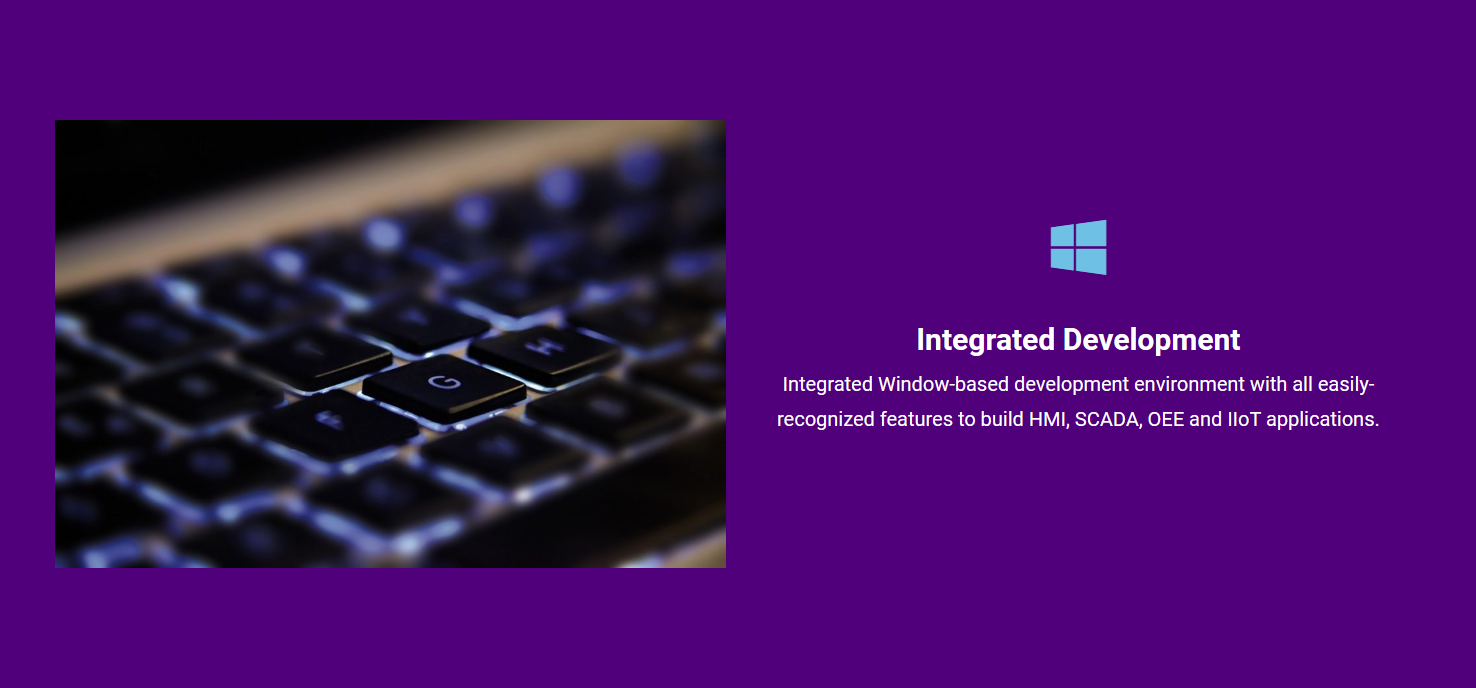 G
H
F
Integrated Development
Integrated Window-based development environment with all easily-
recognized features to build HMI, SCADA, OEE and IIoT applications.